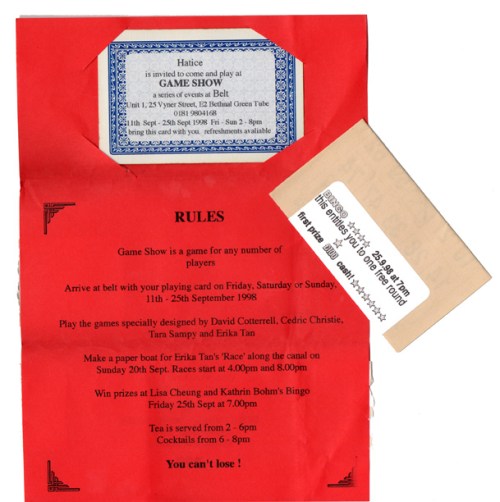 Hatice
is invited to come and play at
GAME SHOW
a series of events at Belt
Unit 1, 25 Vyner Street, E2 Bethnal Green Tube
0181 9804168
11th Sept - 25th Sept 1998 Fri - Sun 2 - 8pm
bring this card with you. refreshments avaliable
BINGO ☆☆☆☆ 25.9.98 at 7pm
this entitles you to one free round
☆
first prize cash! ☆☆☆☆☆☆
RULES
Game Show is a game for any number of
players
Arrive at belt with your playing card on Friday, Saturday or Sunday,
11th - 25th September 1998
Play the games specially designed by David Cotterrell, Cedric Christie,
Tara Sampy and Erika Tan
Make a paper boat for Erika Tan's 'Race' along the canal on
Sunday 20th Sept. Races start at 4.00pm and 8.00pm
Win prizes at Lisa Cheung and Kathrin Bohm's Bingo
Friday 25th Sept at 7.00pm
Tea is served from 2 - 6pm
Cocktails from 6 - 8pm
You can't lose !